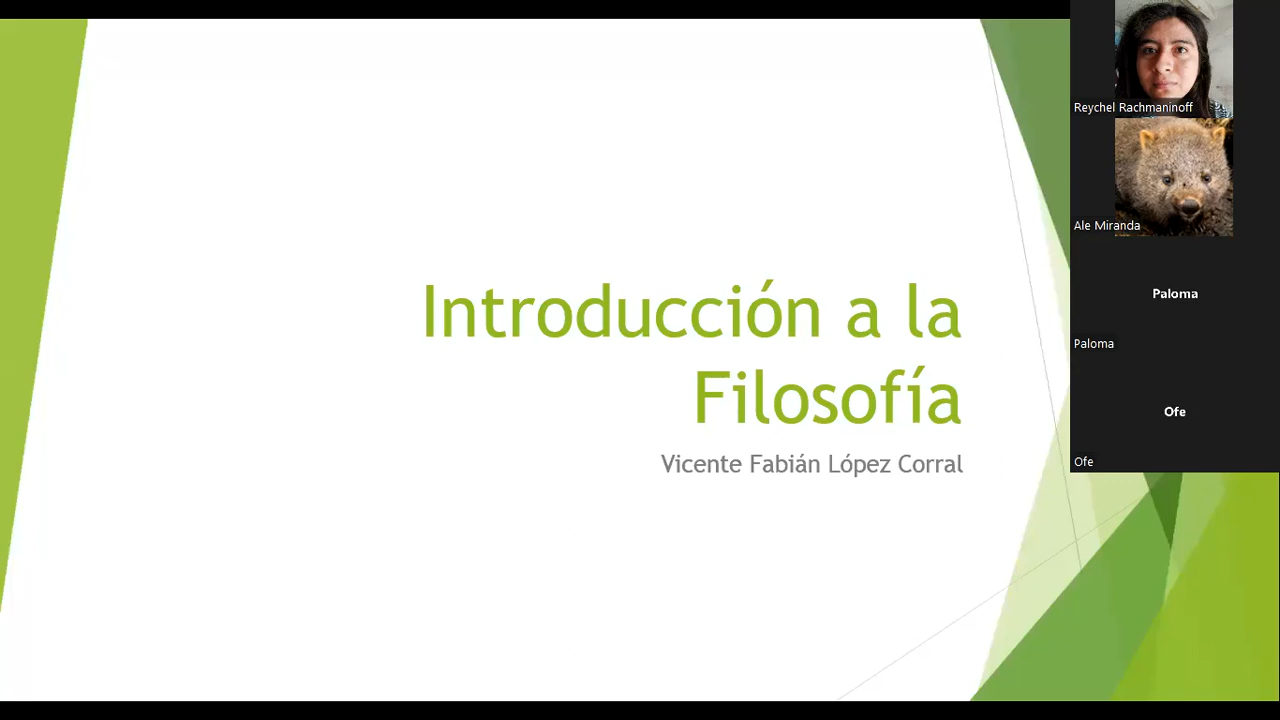 Introducción a la
Filosofía
Vicente Fabián López Corral
Reychel Rachmaninoff
Ale Miranda
Paloma
Paloma
Ofe
Ofe